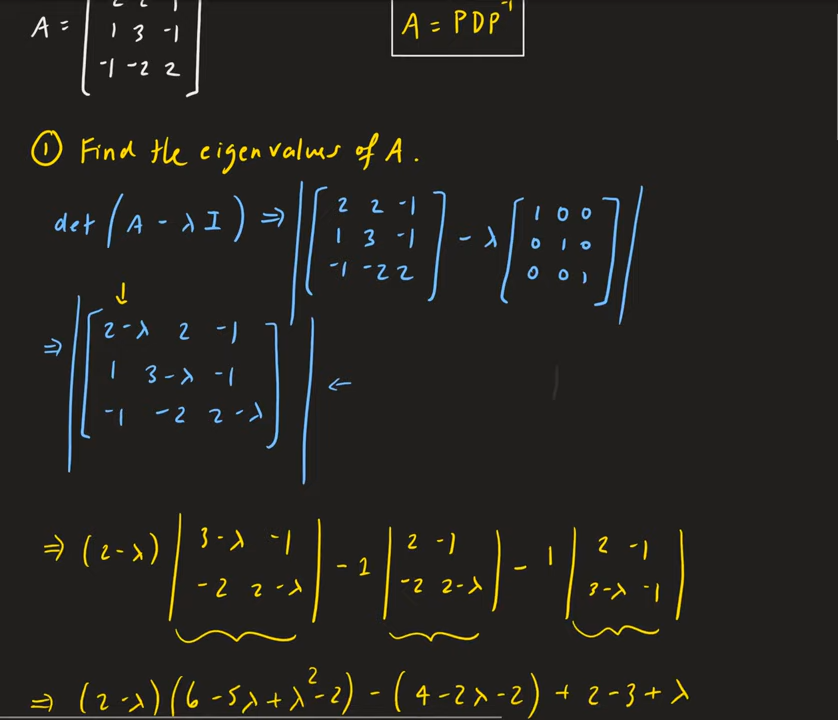 2 2 -1
A = [ 1 3 -1 A = PDP⁻¹
-1 -2 2 ]
① Find the eigenvalues of A.
det (A - λI) ⇒ | [ 2 2 -1 - λ [ 1 0 0
1 3 -1 0 1 0
-1 -2 2 ] 0 0 1 ] |
↓
2-λ 2 -1
⇒ | [ 1 3-λ -1 ] | ←
-1 -2 2-λ
⇒ (2-λ) | 3-λ -1 | - 1 | 2 -1 | - 1 | 2 -1 |
| -2 2-λ | | -2 2-λ | | 3-λ -1 |
⇒ (2-λ)(6-5λ+λ²-2) - (4-2λ-2) + 2-3+λ